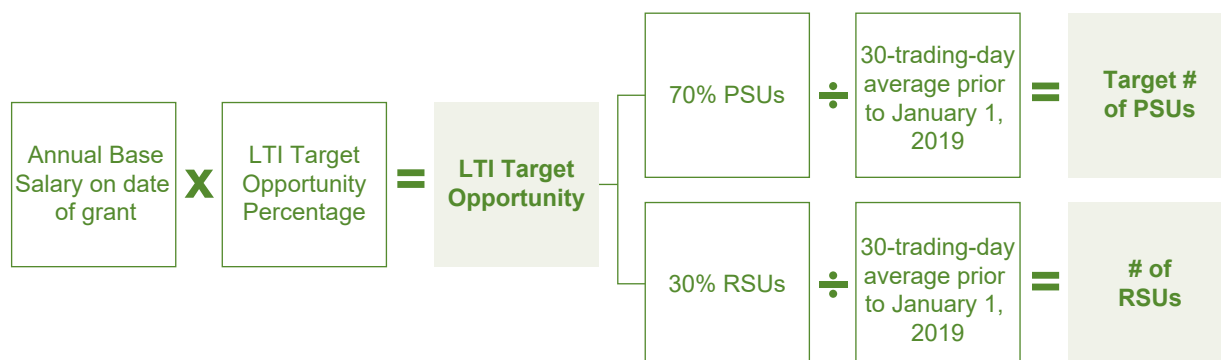 Annual Base
Salary on date
of grant
x
LTI Target
Opportunity
Percentage
=
LTI Target
Opportunity
70% PSUs
÷
30-trading-day
average prior
to January 1,
2019
=
Target #
of PSUs
30% RSUs
÷
30-trading-day
average prior
to January 1,
2019
=
# of
RSUs